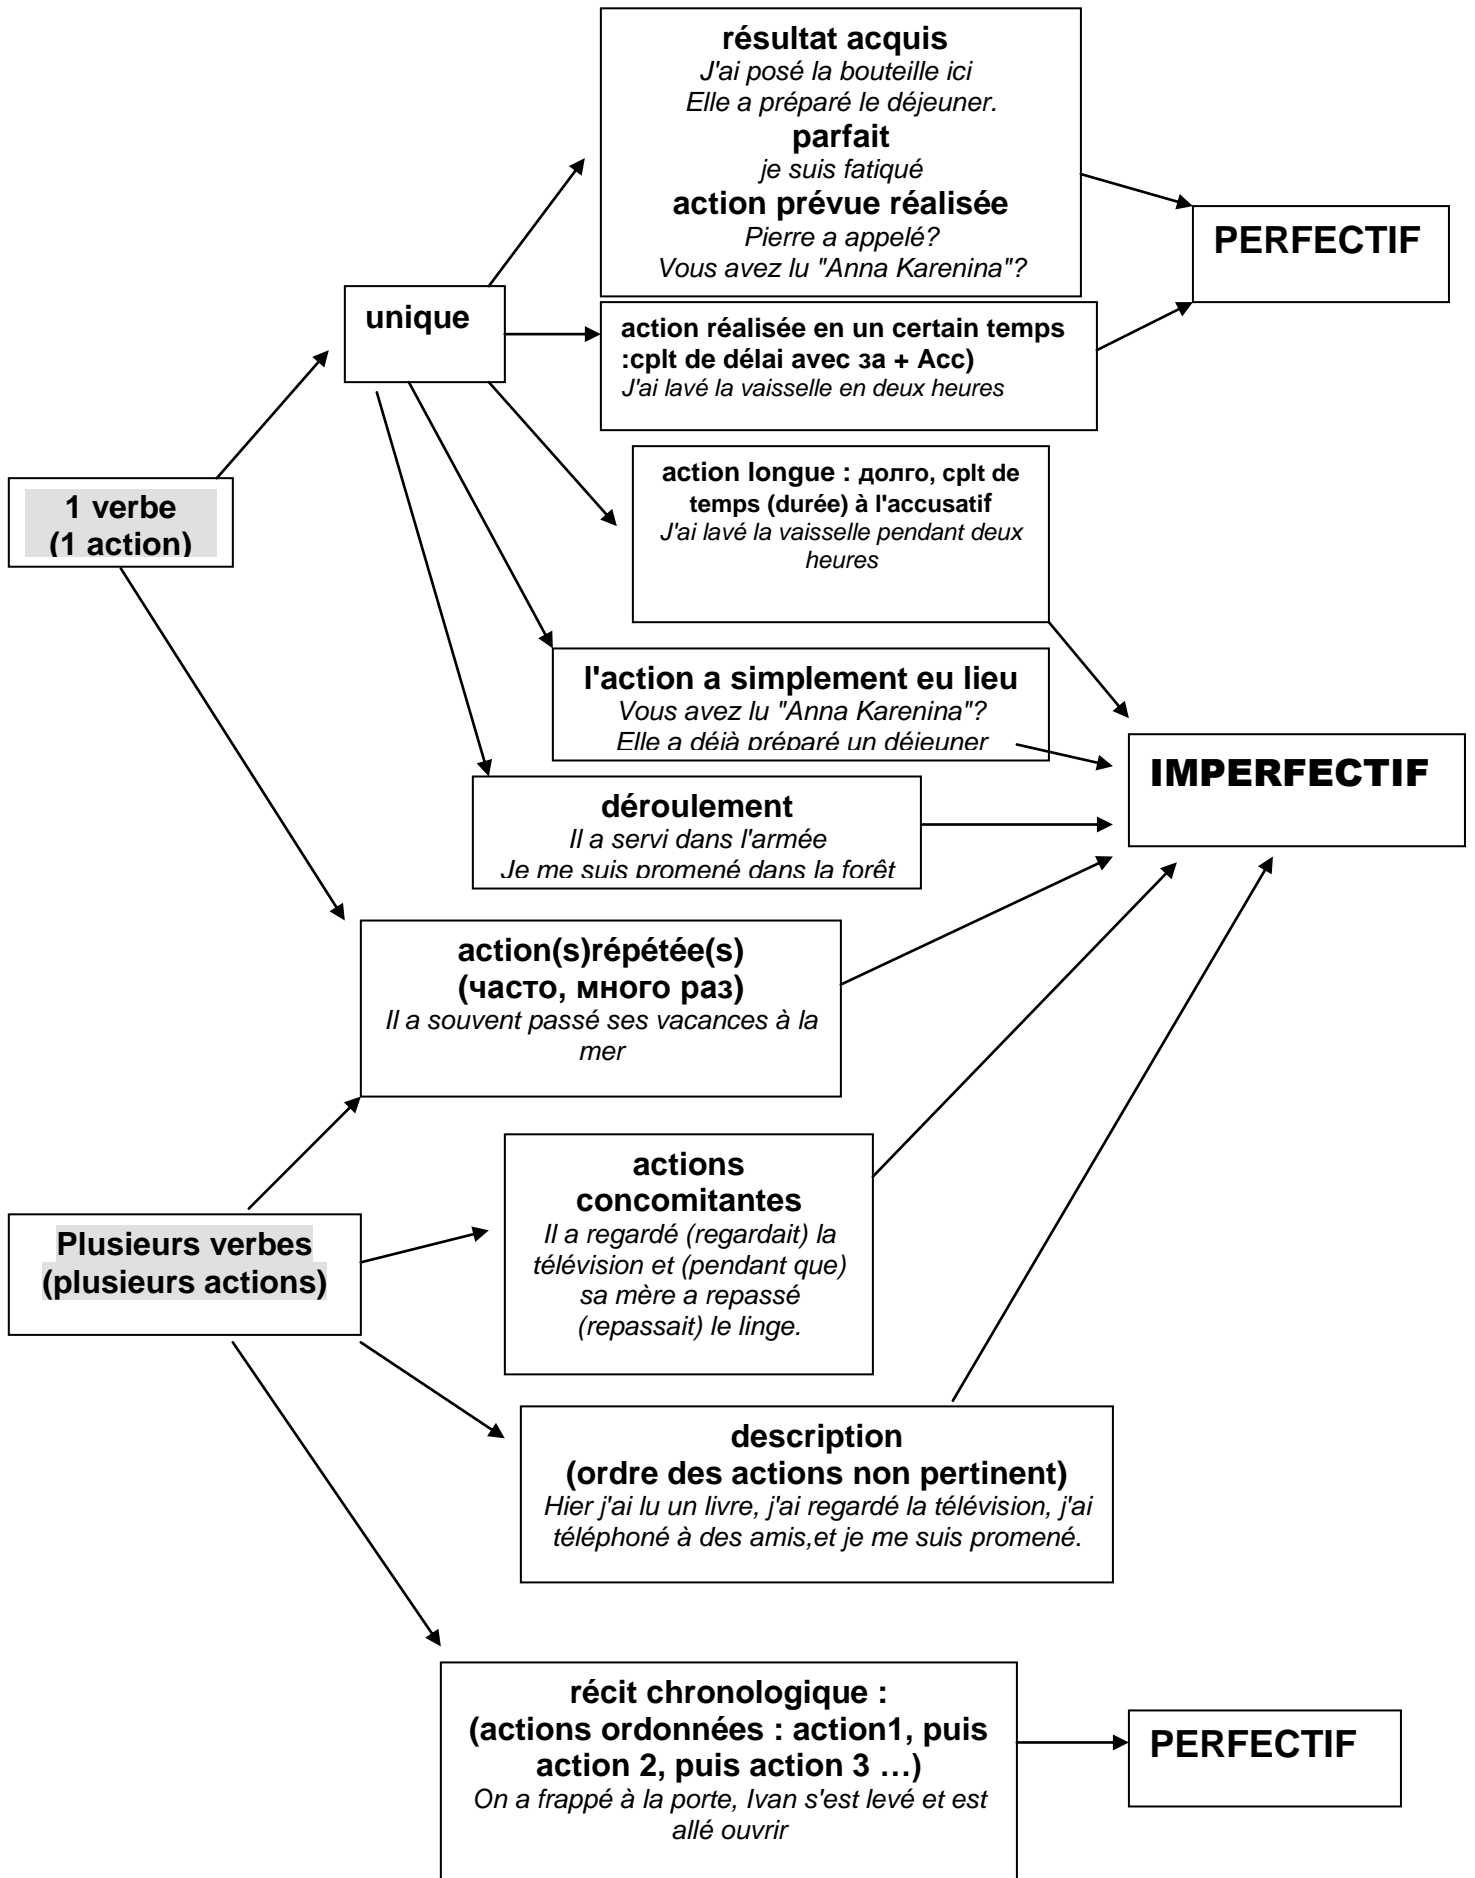 résultat acquis
J'ai posé la bouteille ici
Elle a préparé le déjeuner.
parfait
je suis fatiqué
action prévue réalisée
Pierre a appelé?
Vous avez lu "Anna Karenina"?
PERFECTIF
unique
action réalisée en un certain temps
:cplt de délai avec за + Acc)
J'ai lavé la vaisselle en deux heures
action longue : долго, cplt de
temps (durée) à l'accusatif
J'ai lavé la vaisselle pendant deux
heures
1 verbe
(1 action)
l'action a simplement eu lieu
Vous avez lu "Anna Karenina"?
Elle a déjà préparé un déjeuner
IMPERFECTIF
déroulement
Il a servi dans l'armée
Je me suis promené dans la forêt
action(s)répétée(s)
(часто, много раз)
Il a souvent passé ses vacances à la
mer
actions
concomitantes
Il a regardé (regardait) la
télévision et (pendant que)
sa mère a repassé
(repassait) le linge.
Plusieurs verbes
(plusieurs actions)
description
(ordre des actions non pertinent)
Hier j'ai lu un livre, j'ai regardé la télévision, j'ai
téléphoné à des amis,et je me suis promené.
récit chronologique :
(actions ordonnées : action1, puis
action 2, puis action 3 …)
On a frappé à la porte, Ivan s'est levé et est
allé ouvrir
PERFECTIF